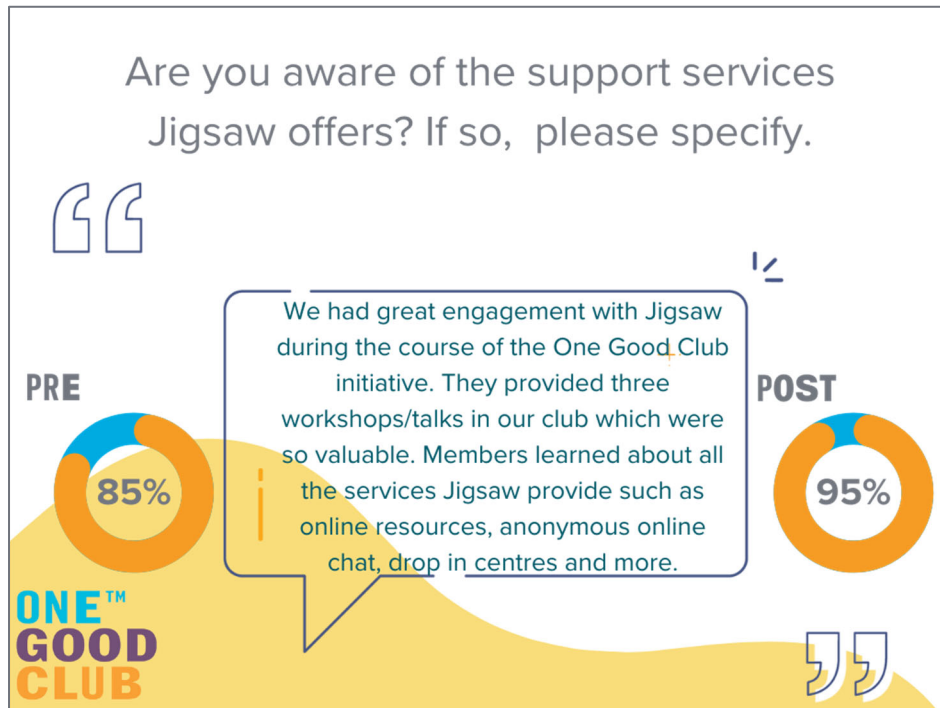 Are you aware of the support services
Jigsaw offers? If so,  please specify.
We had great engagement with Jigsaw
during the course of the One Good Club
initiative. They provided three
workshops/talks in our club which were
so valuable. Members learned about all
the services Jigsaw provide such as
online resources, anonymous online
chat, drop in centres and more.
PRE
85%
POST
95%
ONE™
GOOD
CLUB